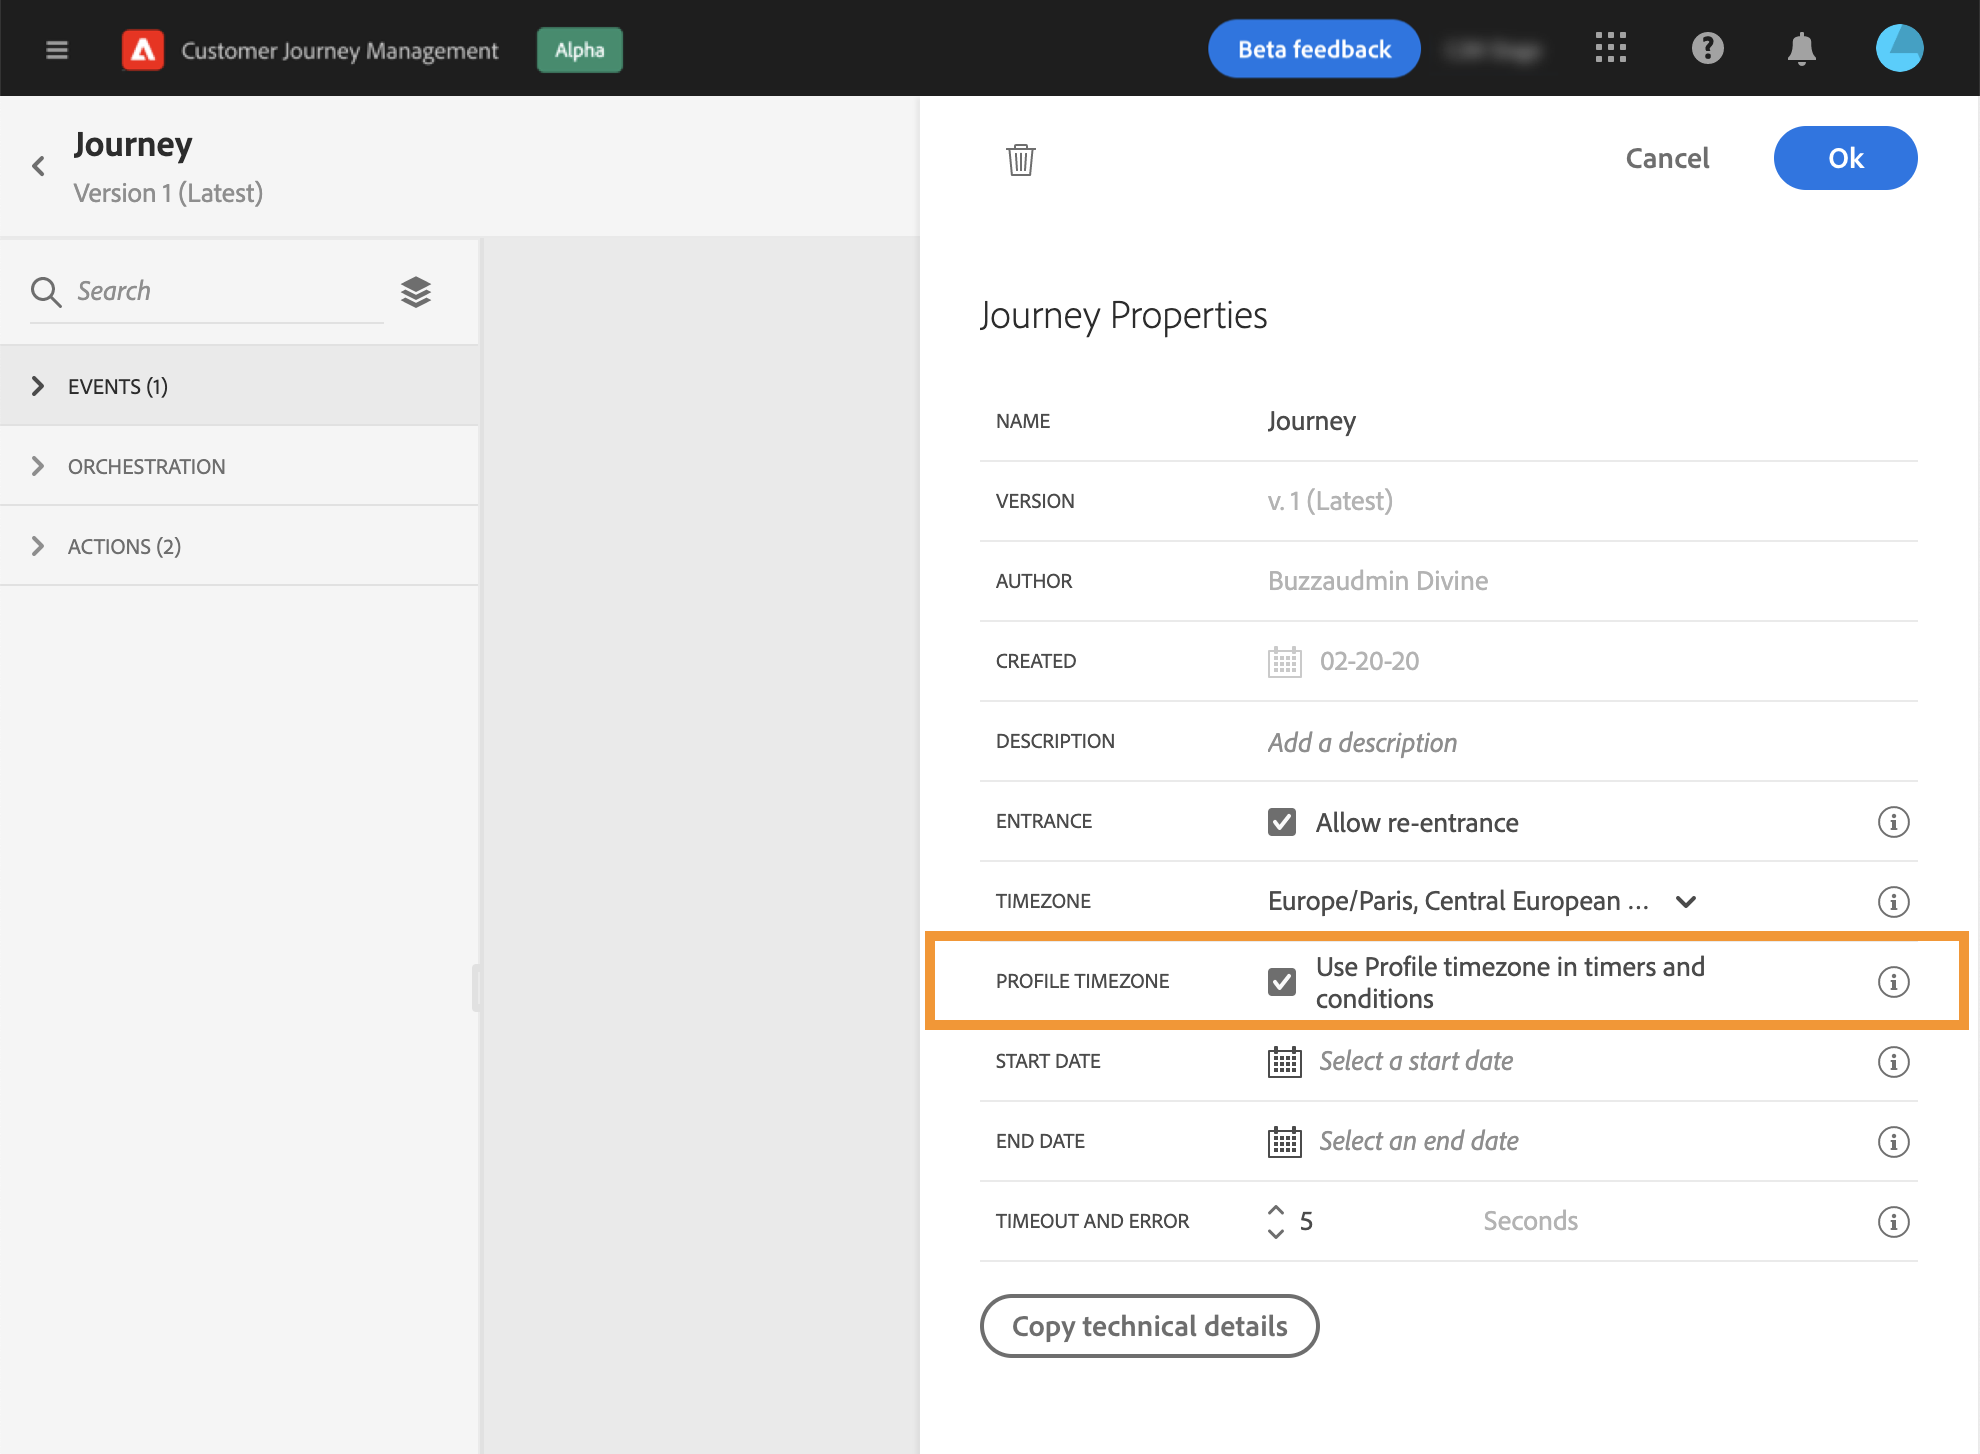 Customer Journey Management
Alpha
Beta feedback
Journey
Version 1 (Latest)
Cancel
Ok
Search
EVENTS (1)
ORCHESTRATION
ACTIONS (2)
Journey Properties
NAME Journey
VERSION v. 1 (Latest)
AUTHOR Buzzaudmin Divine
CREATED 02-20-20
DESCRIPTION Add a description
ENTRANCE Allow re-entrance
TIMEZONE Europe/Paris, Central European ...
PROFILE TIMEZONE Use Profile timezone in timers and
conditions
START DATE Select a start date
END DATE Select an end date
TIMEOUT AND ERROR 5 Seconds
Copy technical details